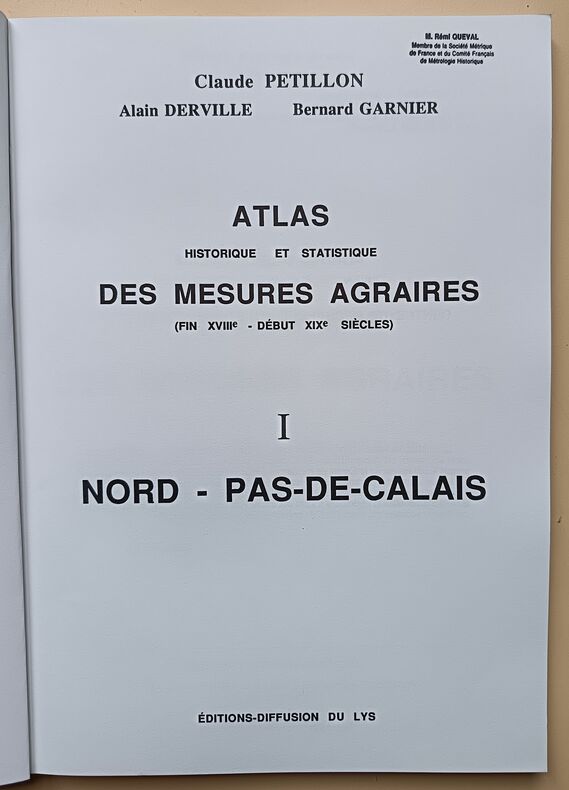 M. Rémi QUEVAL
Membre de la Société Métrique
de France et du Comité Français
de Métrologie Historique
Claude PETILLON
Alain DERVILLE Bernard GARNIER
ATLAS
HISTORIQUE ET STATISTIQUE
DES MESURES AGRAIRES
(FIN XVIIIe - DÉBUT XIXe SIÈCLES)
I
NORD - PAS-DE-CALAIS
ÉDITIONS-DIFFUSION DU LYS